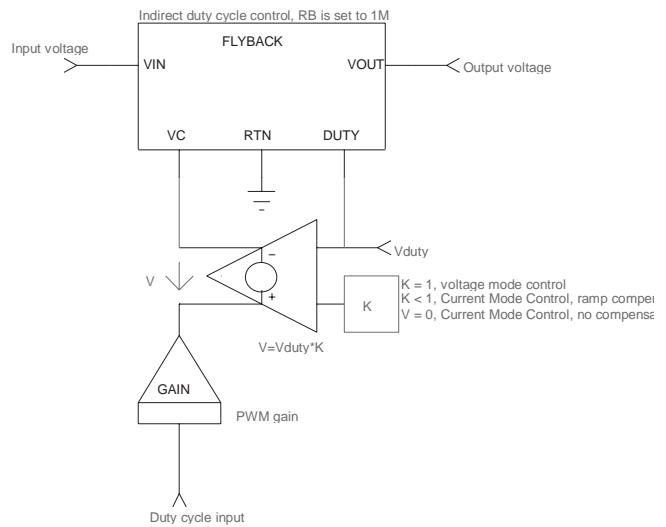 Indirect duty cycle control, RB is set to 1M
FLYBACK
Input voltage
VIN
VOUT
Output voltage
VC
RTN
DUTY
Vduty
V
K = 1, voltage mode control
K < 1, Current Mode Control, ramp comper
V = 0, Current Mode Control, no compensa
K
V=Vduty*K
GAIN
PWM gain
Duty cycle input